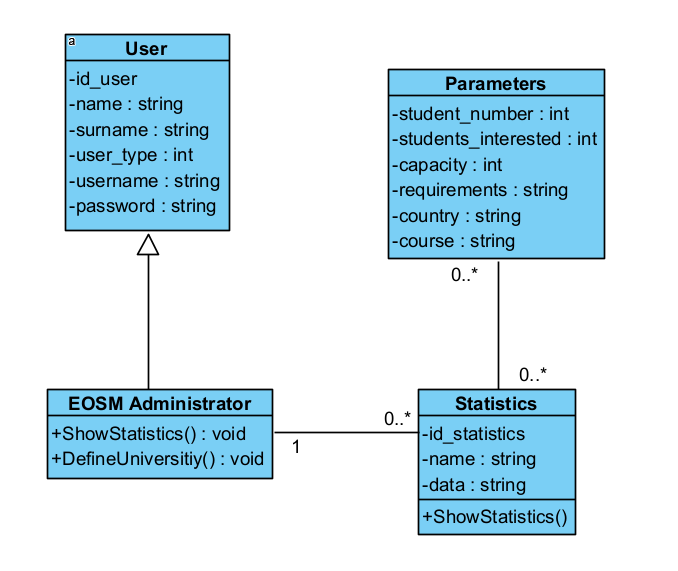 a
User
-id_user
-name : string
-surname : string
-user_type : int
-username : string
-password : string
Parameters
-student_number : int
-students_interested : int
-capacity : int
-requirements : string
-country : string
-course : string
0..*
0..*
EOSM Administrator
+ShowStatistics() : void
+DefineUniversitiy() : void
1
0..*
Statistics
-id_statistics
-name : string
-data : string
+ShowStatistics()